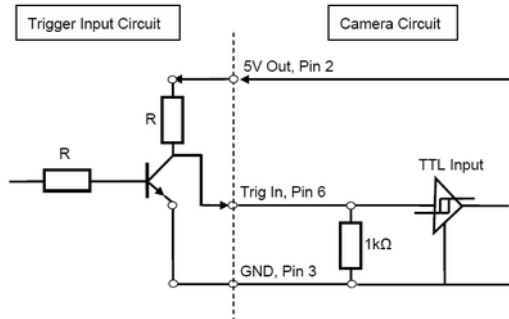 Trigger Input Circuit
Camera Circuit
5V Out, Pin 2
R
R
TTL Input
Trig In, Pin 6
1kΩ
GND, Pin 3